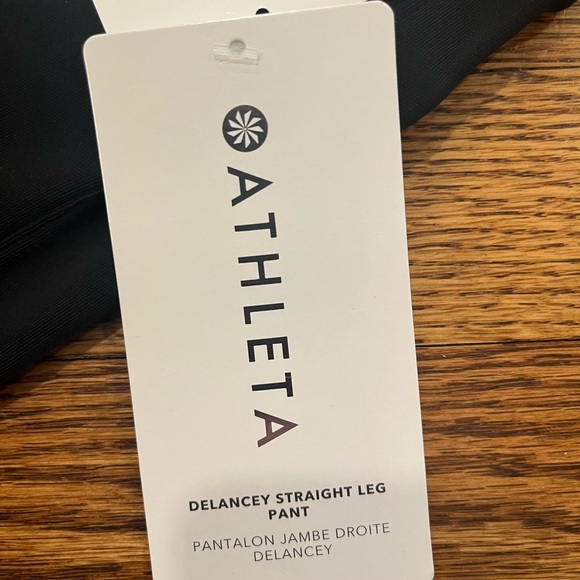 ATHLETA
DELANCEY STRAIGHT LEG
PANT
PANTALON JAMBE DROITE
DELANCEY